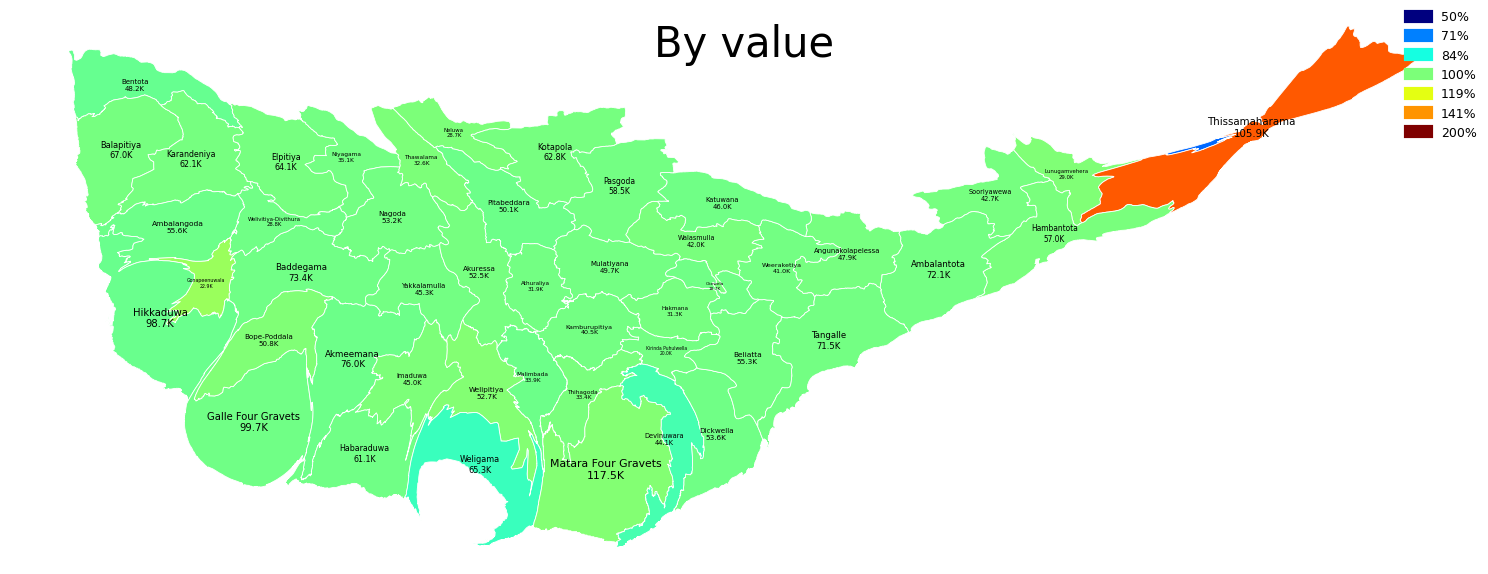 By value
50%
71%
84%
100%
119%
141%
200%
Bentota
48.2K
Balapitiya
67.0K
Karandeniya
62.1K
Elpitiya
64.1K
Niyagama
35.1K
Thawalama
32.6K
Neluwa
28.7K
Kotapola
62.8K
Pasgoda
58.5K
Thissamaharama
105.9K
Lunugamvehera
29.0K
Sooriyawewa
42.7K
Hambantota
57.0K
Ambalangoda
55.6K
Welivitiya-Divithura
28.8K
Nagoda
53.2K
Pitabeddara
50.1K
Katuwana
46.0K
Walasmulla
42.0K
Angunakolapelessa
47.9K
Ambalantota
72.1K
Weeraketiya
41.0K
Mulatiyana
49.7K
Akuressa
52.5K
Athuraliya
31.9K
Baddegama
73.4K
Gonapeenuwala
22.9K
Yakkalamulla
45.3K
Hikkaduwa
98.7K
Hakmana
31.3K
Kamburupitiya
40.5K
Kirinda Puhulwella
20.0K
Beliatta
55.3K
Tangalle
71.5K
Bope-Poddala
50.8K
Akmeemana
76.0K
Imaduwa
45.0K
Welipitiya
52.7K
Malimbada
33.9K
Thihagoda
33.4K
Galle Four Gravets
99.7K
Habaraduwa
61.1K
Weligama
65.3K
Matara Four Gravets
117.5K
Devinuwara
44.1K
Dickwella
53.6K